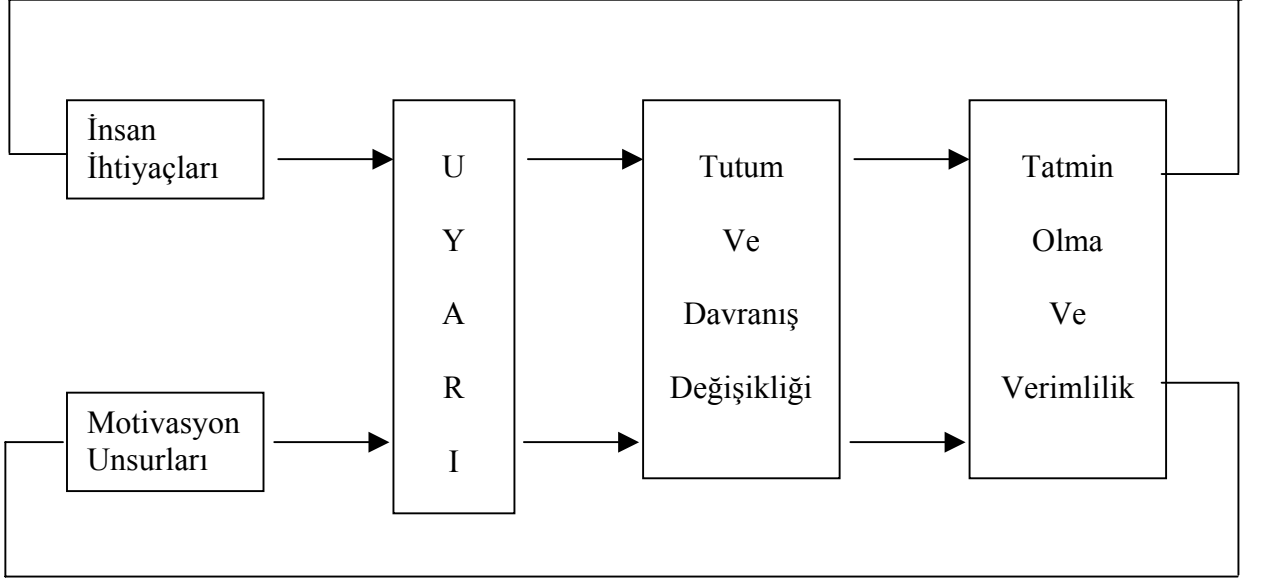 İnsan
İhtiyaçları
Motivasyon
Unsurları
U
Y
A
R
I
Tutum
Ve
Davranış
Değişikliği
Tatmin
Olma
Ve
Verimlilik